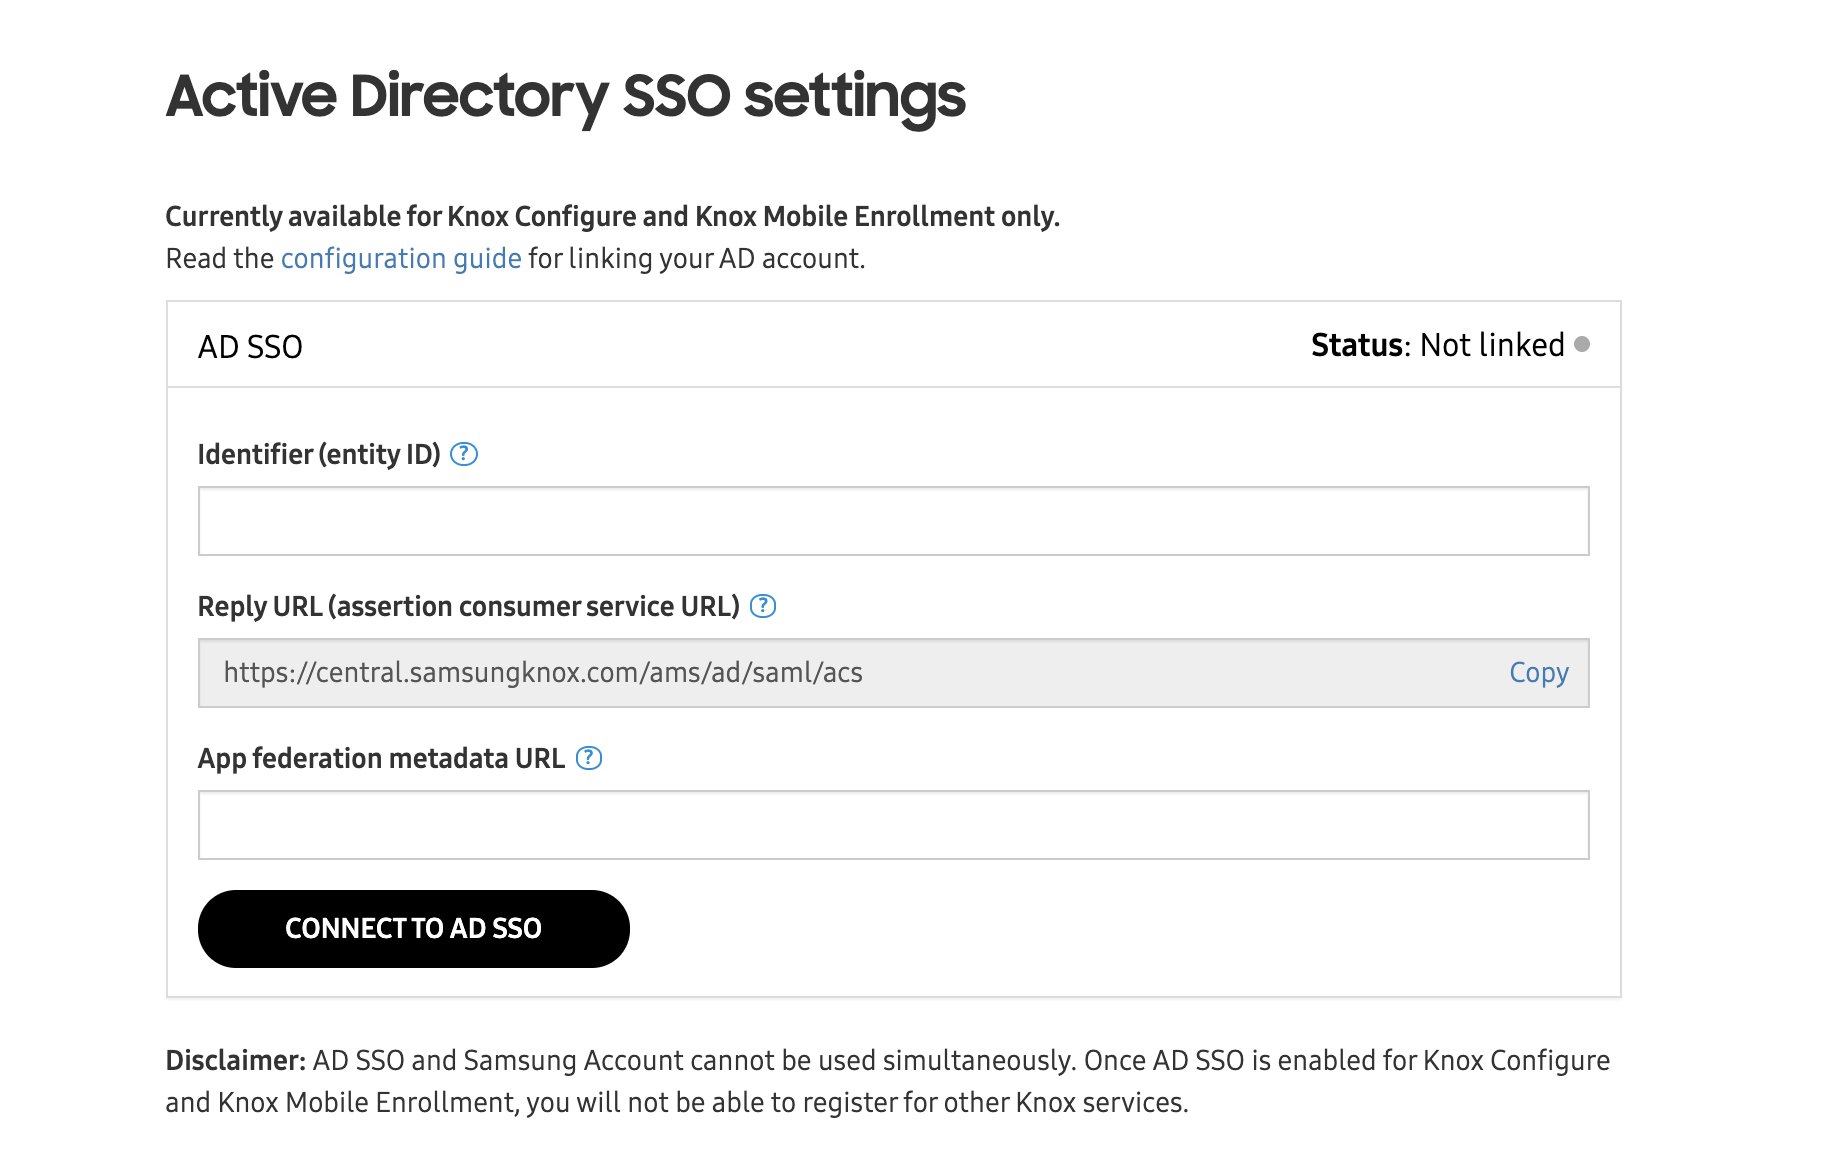 Active Directory SSO settings
Currently available for Knox Configure and Knox Mobile Enrollment only.
Read the configuration guide for linking your AD account.
AD SSO
Status: Not linked
Identifier (entity ID) ?
Reply URL (assertion consumer service URL) ?
https://central.samsungknox.com/ams/ad/saml/acs
Copy
App federation metadata URL ?
CONNECT TO AD SSO
Disclaimer: AD SSO and Samsung Account cannot be used simultaneously. Once AD SSO is enabled for Knox Configure
and Knox Mobile Enrollment, you will not be able to register for other Knox services.